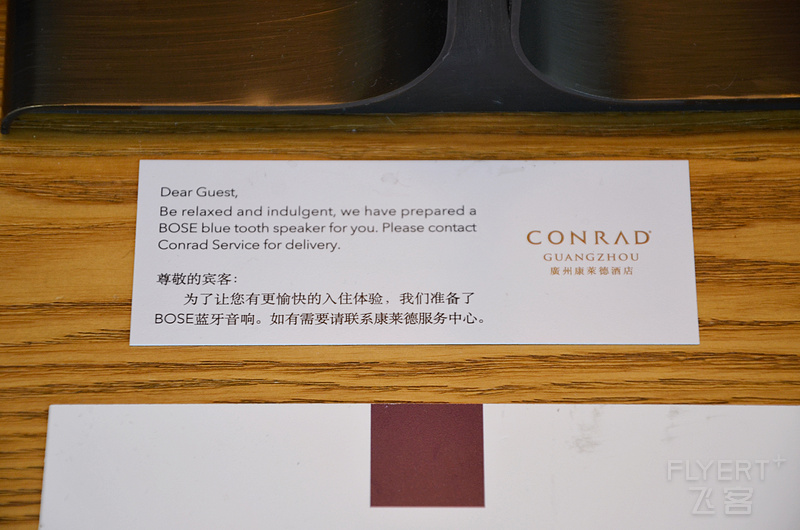 Dear Guest,
Be relaxed and indulgent, we have prepared a
BOSE blue tooth speaker for you. Please contact
Conrad Service for delivery.
尊敬的宾客：
为了让您有更愉快的入住体验，我们准备了
BOSE蓝牙音响。如有需要请联系康莱德服务中心。
CONRAD
GUANGZHOU
廣州康莱德酒店
FLYERT+
飞客